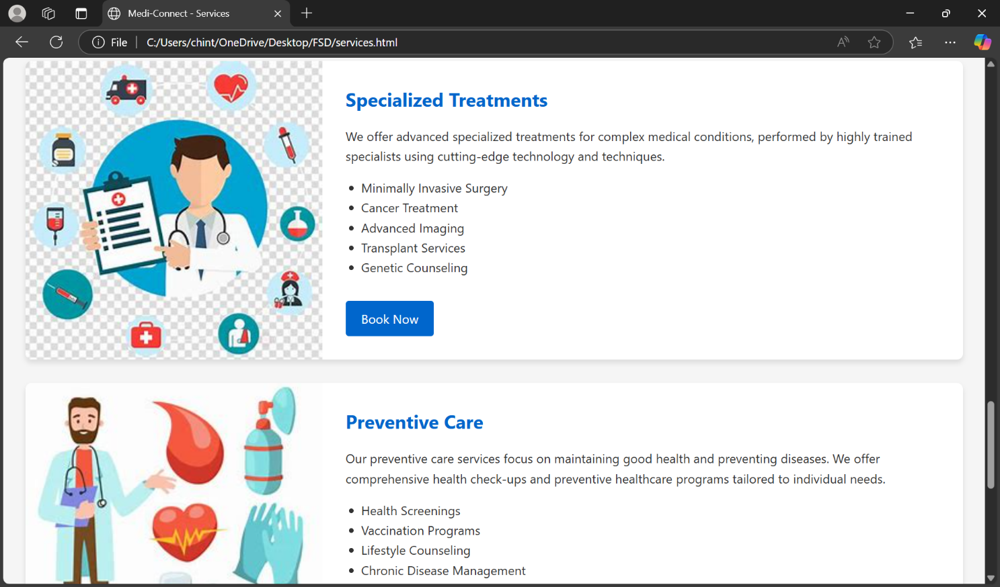 Medi-Connect - Services
File
C:/Users/chint/OneDrive/Desktop/FSD/services.html
Specialized Treatments
We offer advanced specialized treatments for complex medical conditions, performed by highly trained
specialists using cutting-edge technology and techniques.
Minimally Invasive Surgery
Cancer Treatment
Advanced Imaging
Transplant Services
Genetic Counseling
Book Now
Preventive Care
Our preventive care services focus on maintaining good health and preventing diseases. We offer
comprehensive health check-ups and preventive healthcare programs tailored to individual needs.
Health Screenings
Vaccination Programs
Lifestyle Counseling
Chronic Disease Management